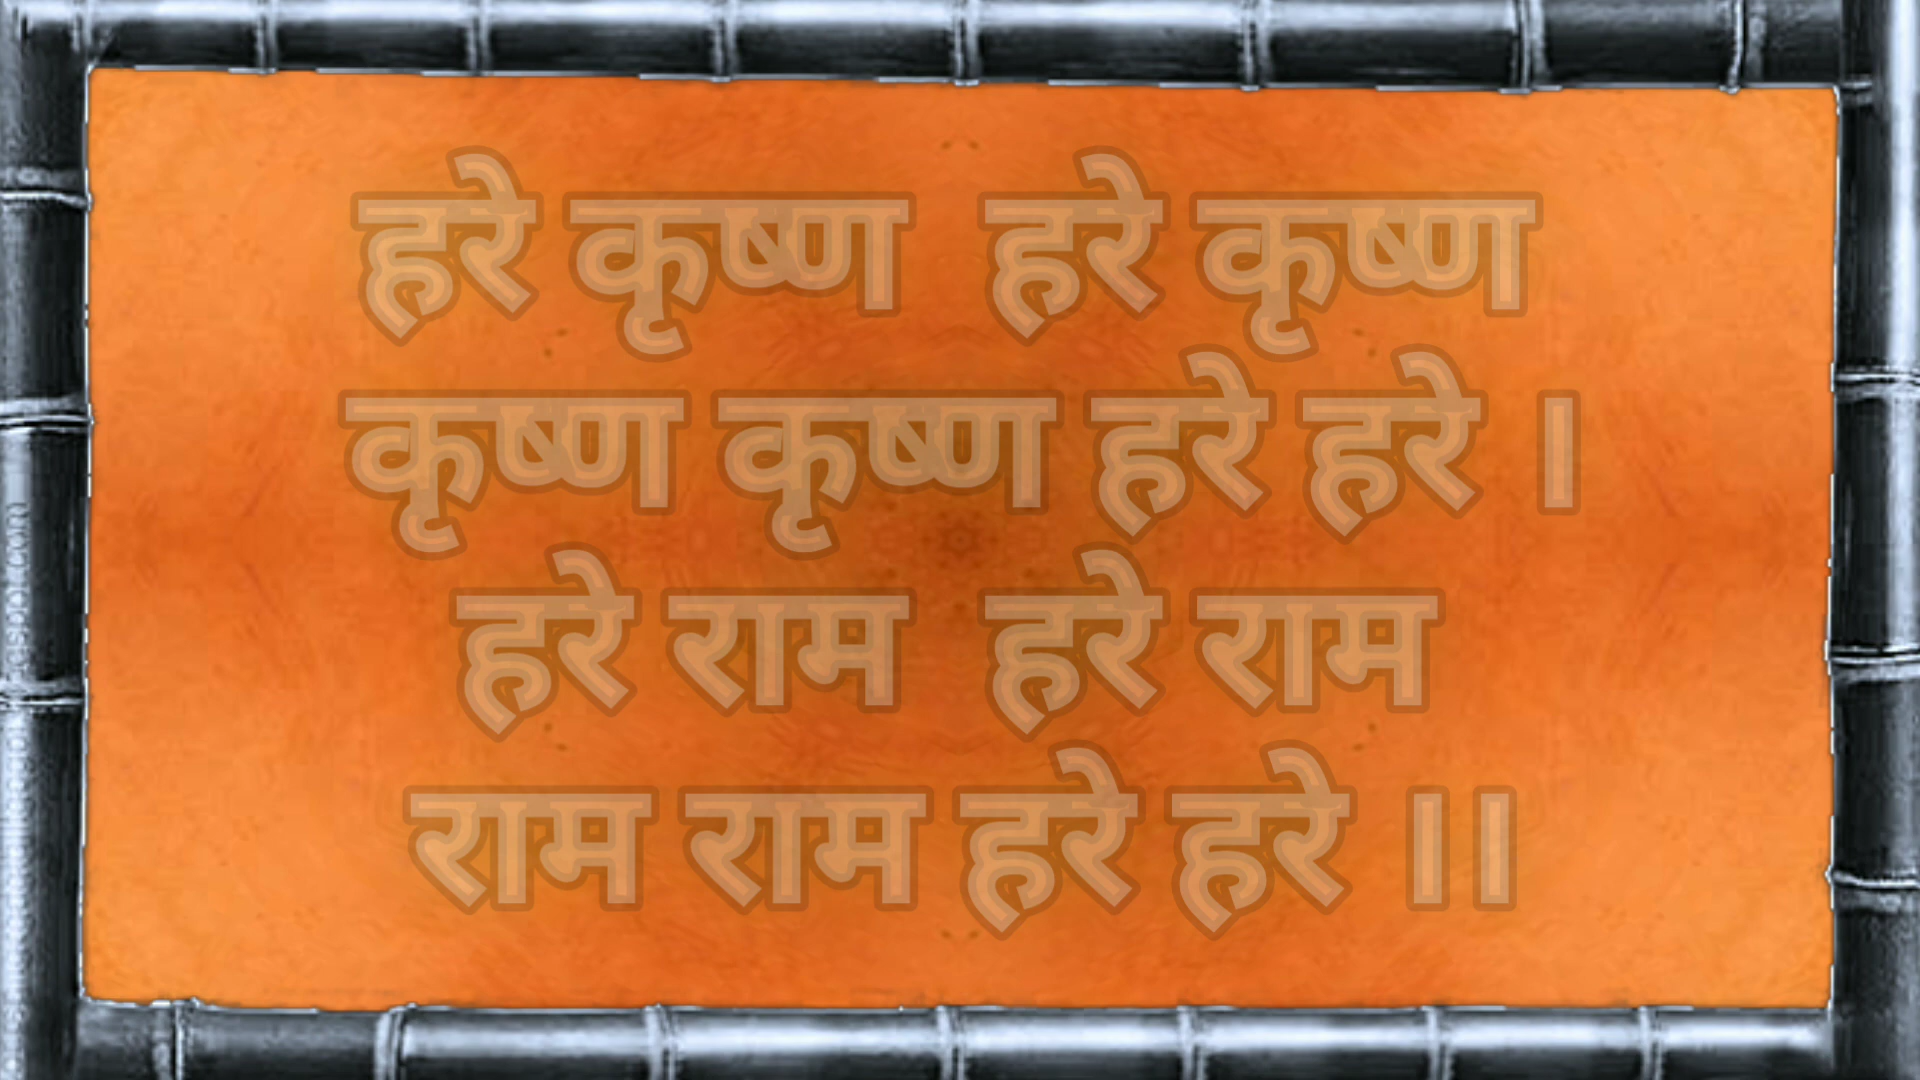 हरे कृष्ण हरे कृष्ण
कृष्ण कृष्ण हरे हरे ।
हरे राम हरे राम
राम राम हरे हरे ।।